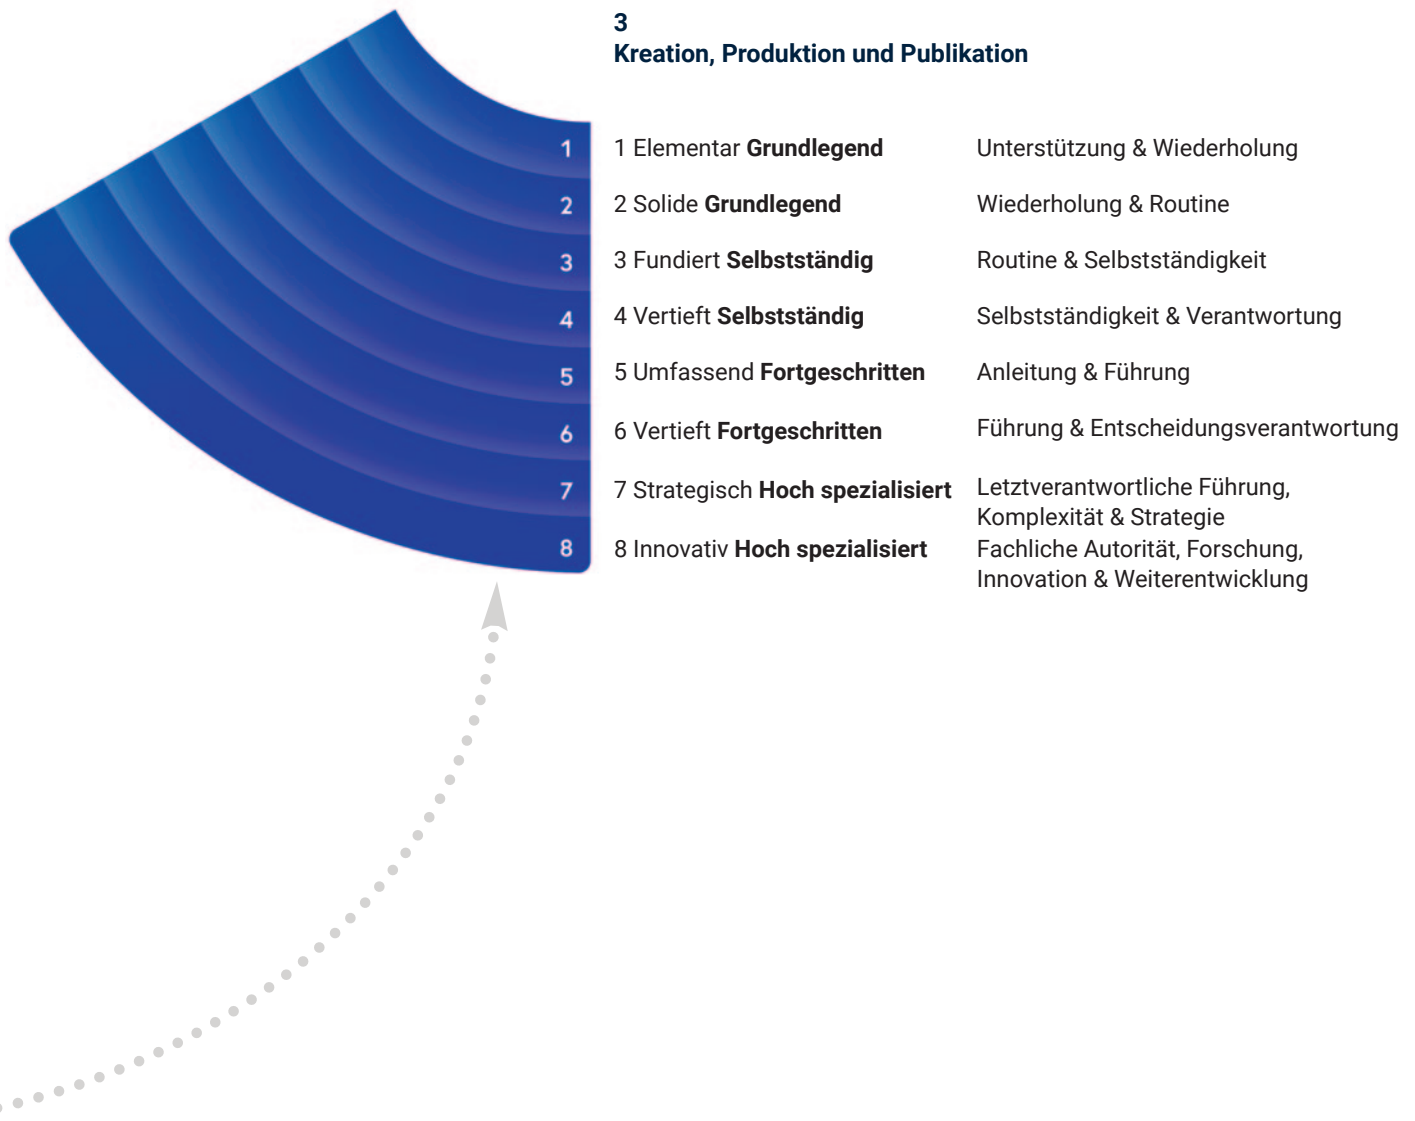 3
Kreation, Produktion und Publikation
1
1 Elementar Grundlegend Unterstützung & Wiederholung
2
2 Solide Grundlegend Wiederholung & Routine
3
3 Fundiert Selbstständig Routine & Selbstständigkeit
4
4 Vertieft Selbstständig Selbstständigkeit & Verantwortung
5
5 Umfassend Fortgeschritten Anleitung & Führung
6
6 Vertieft Fortgeschritten Führung & Entscheidungsverantwortung
7
7 Strategisch Hoch spezialisiert Letztverantwortliche Führung,
Komplexität & Strategie
8
8 Innovativ Hoch spezialisiert Fachliche Autorität, Forschung,
Innovation & Weiterentwicklung